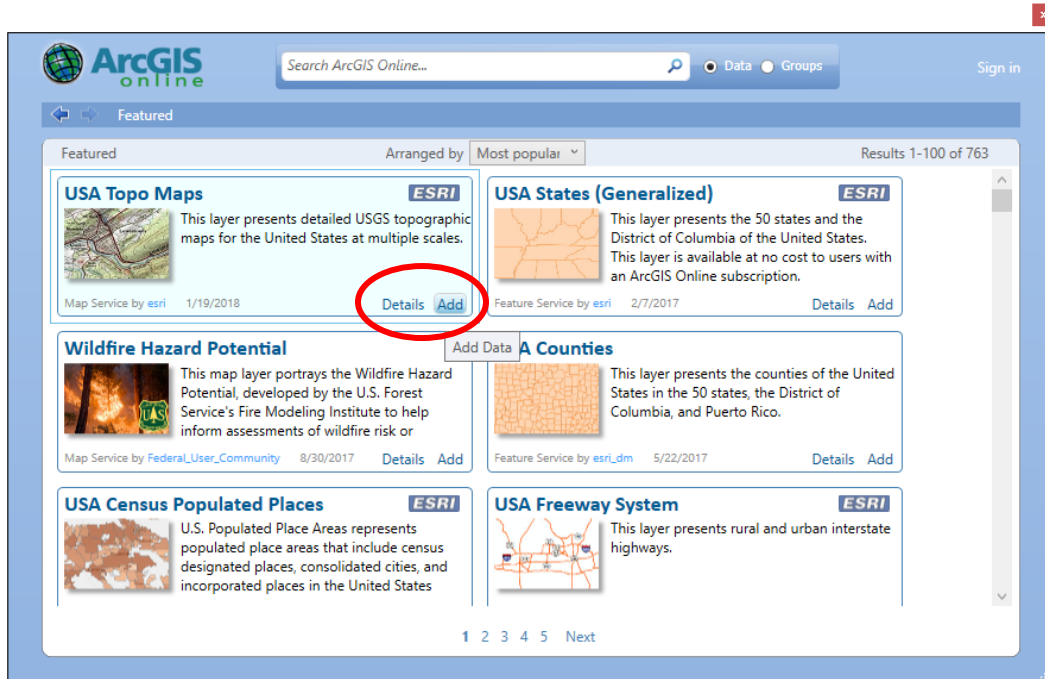 x
ArcGIS
online
Search ArcGIS Online...
Data
Groups
Sign in
Featured
Featured
Arranged by
Most popular
Results 1-100 of 763
USA Topo Maps
ESRI
This layer presents detailed USGS topographic
maps for the United States at multiple scales.
Map Service by esri 1/19/2018
Details Add
USA States (Generalized)
ESRI
This layer presents the 50 states and the
District of Columbia of the United States.
This layer is available at no cost to users with
an ArcGIS Online subscription.
Feature Service by esri 2/7/2017
Details Add
Wildfire Hazard Potential
This map layer portrays the Wildfire Hazard
Potential, developed by the U.S. Forest
Service's Fire Modeling Institute to help
inform assessments of wildfire risk or
UAS
Map Service by Federal_User_Community 8/30/2017
Details Add
Add Data
A Counties
This layer presents the counties of the United
States in the 50 states, the District of
Columbia, and Puerto Rico.
Feature Service by esri_dm 5/22/2017
Details Add
USA Census Populated Places
ESRI
U.S. Populated Place Areas represents
populated place areas that include census
designated places, consolidated cities, and
incorporated places in the United States
USA Freeway System
ESRI
This layer presents rural and urban interstate
highways.
1 2 3 4 5 Next